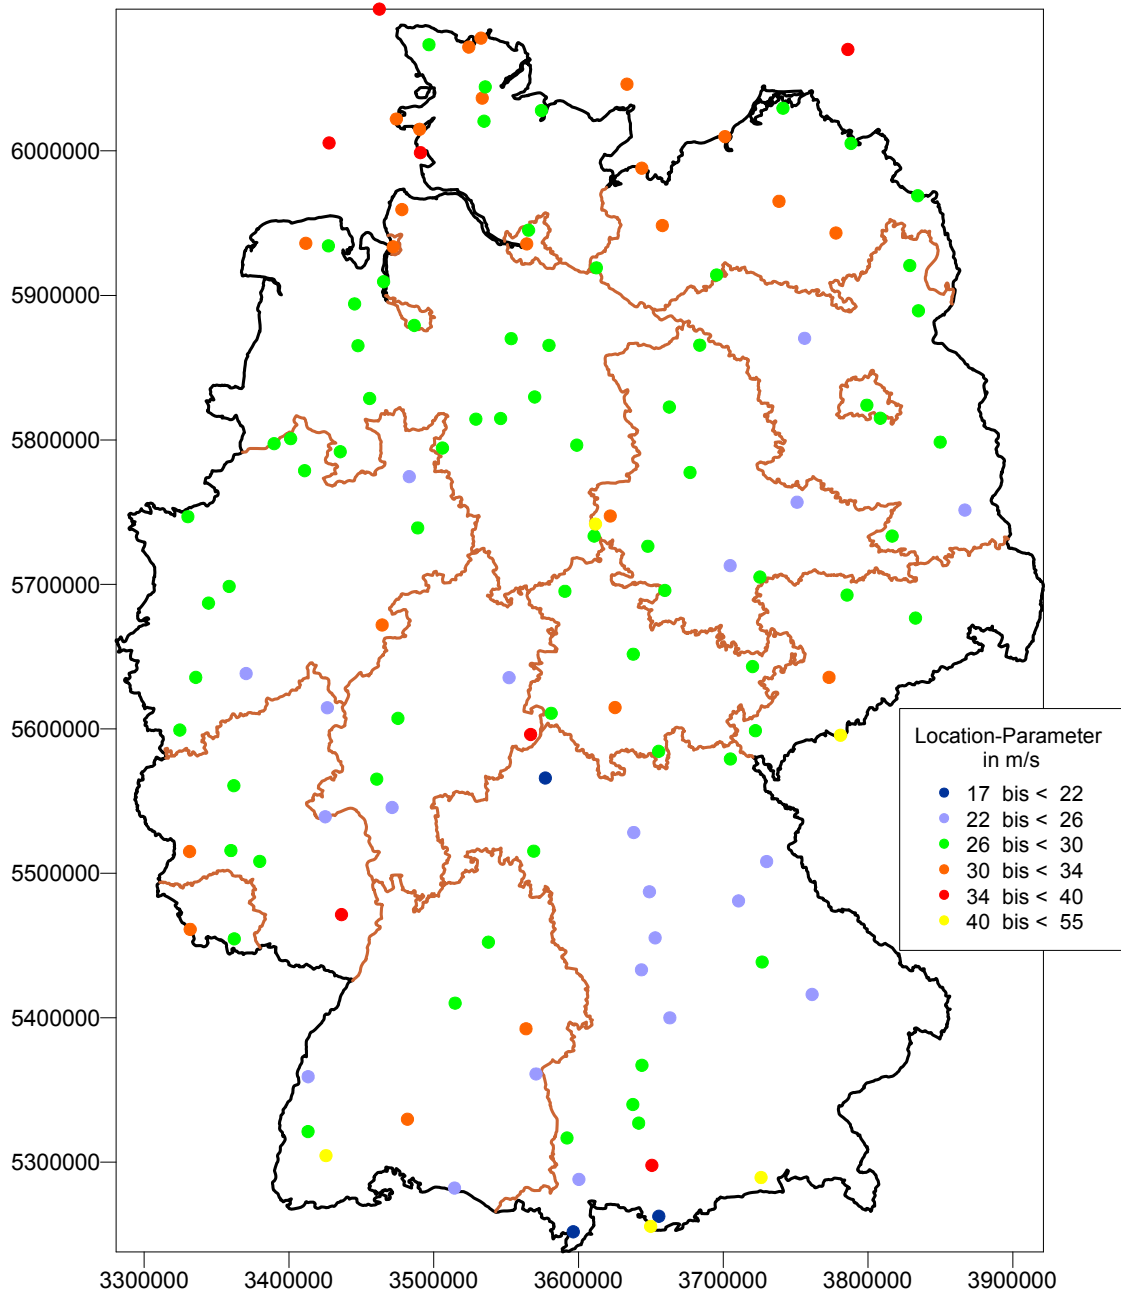 6000000
5900000
5800000
5700000
5600000
5500000
5400000
5300000
Location-Parameter
in m/s
17 bis < 22
22 bis < 26
26 bis < 30
30 bis < 34
34 bis < 40
40 bis < 55
3300000 3400000 3500000 3600000 3700000 3800000 3900000